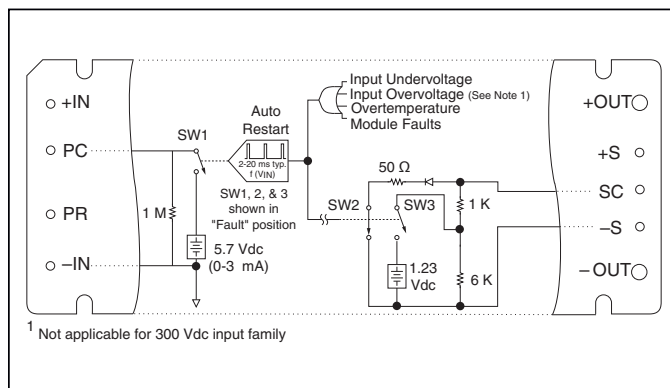 +IN
PC
PR
–IN
1 M
SW1
5.7 Vdc
(0-3 mA)
Auto
Restart
2-20 ms typ.
f (VIN)
SW1, 2, & 3
shown in
"Fault" position
Input Undervoltage
Input Overvoltage (See Note 1)
Overtemperature
Module Faults
50 Ω
SW2
SW3
1 K
1.23
Vdc
6 K
+OUT
+S
SC
–S
–OUT
1 Not applicable for 300 Vdc input family